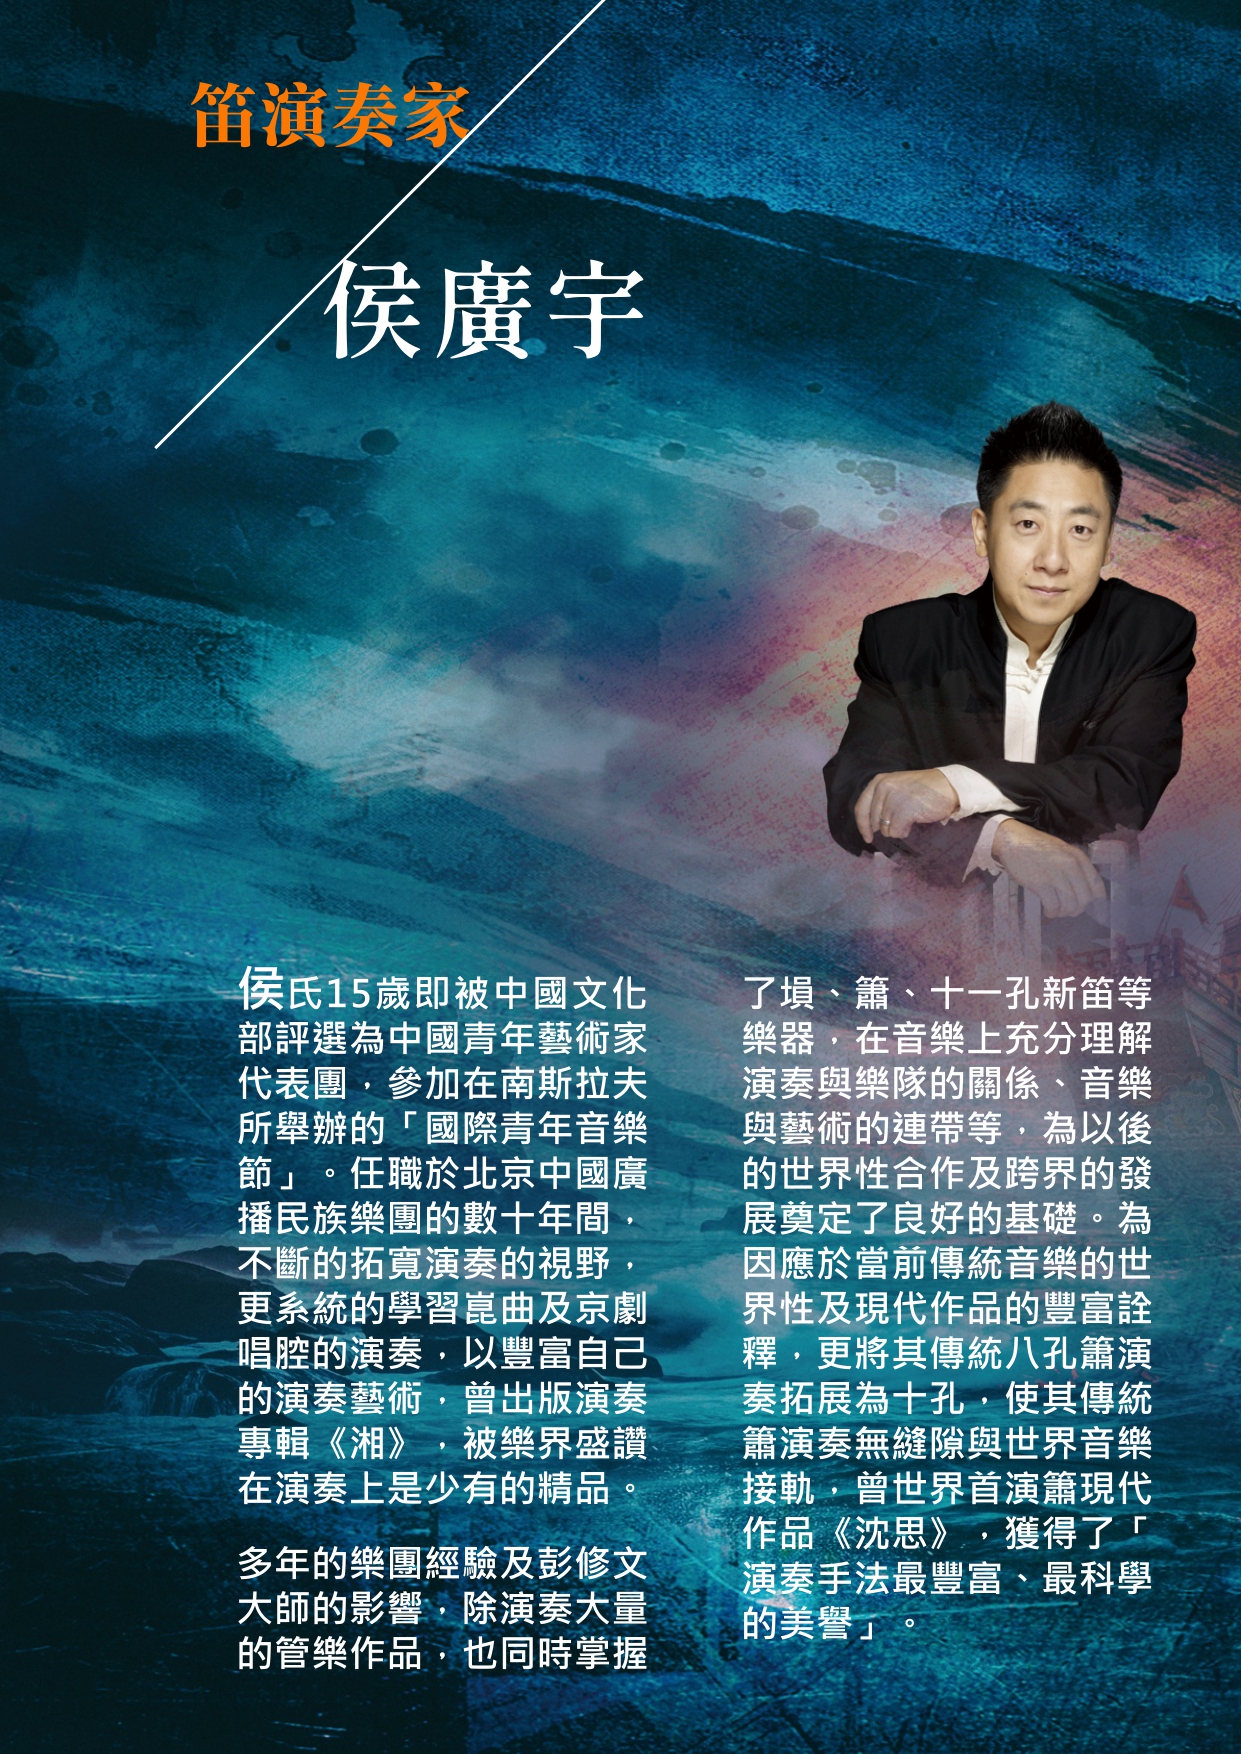 笛演奏家
侯廣宇
侯氏15歲即被中國文化
部評選為中國青年藝術家
代表團，參加在南斯拉夫
所舉辦的「國際青年音樂
節」。任職於北京中國廣
播民族樂團的數十年間，
不斷的拓寬演奏的視野，
更系統的學習崑曲及京劇
唱腔的演奏，以豐富自己
的演奏藝術，曾出版演奏
專輯《湘》，被樂界盛讚
在演奏上是少有的精品。
多年的樂團經驗及彭修文
大師的影響，除演奏大量
的管樂作品，也同時掌握
了塤、簫、十一孔新笛等
樂器，在音樂上充分理解
演奏與樂隊的關係、音樂
與藝術的連帶等，為以後
的世界性合作及跨界的發
展奠定了良好的基礎。為
因應於當前傳統音樂的世
界性及現代作品的豐富詮
釋，更將其傳統八孔簫演
奏拓展為十孔，使其傳統
簫演奏無縫隙與世界音樂
接軌，曾世界首演簫現代
作品《沈思》，獲得了「
演奏手法最豐富、最科學
的美譽」。